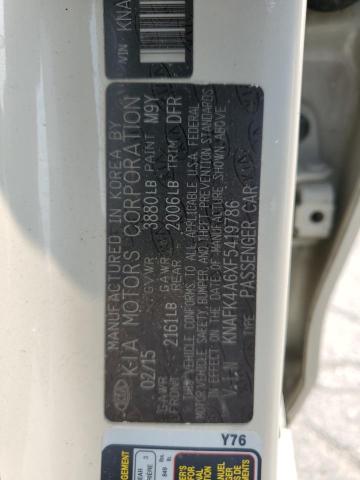 VIN KNA
MANUFACTURED IN KOREA BY
KIA MOTORS CORPORATION
02/15 GVWR 3880LB PAINT M9Y
GAWR FRONT 2161LB GAWR REAR 2006LB TRIM DFR
* THIS VEHICLE CONFORMS TO ALL APPLICABLE U.S.A. FEDERAL
MOTOR VEHICLE SAFETY, BUMPER, AND THEFT PREVENTION STANDARDS
IN EFFECT ON THE DATE OF MANUFACTURE SHOWN ABOVE.
V.I.N KNAFK4A6XF5419786
TYPE PASSENGER CAR
Y76